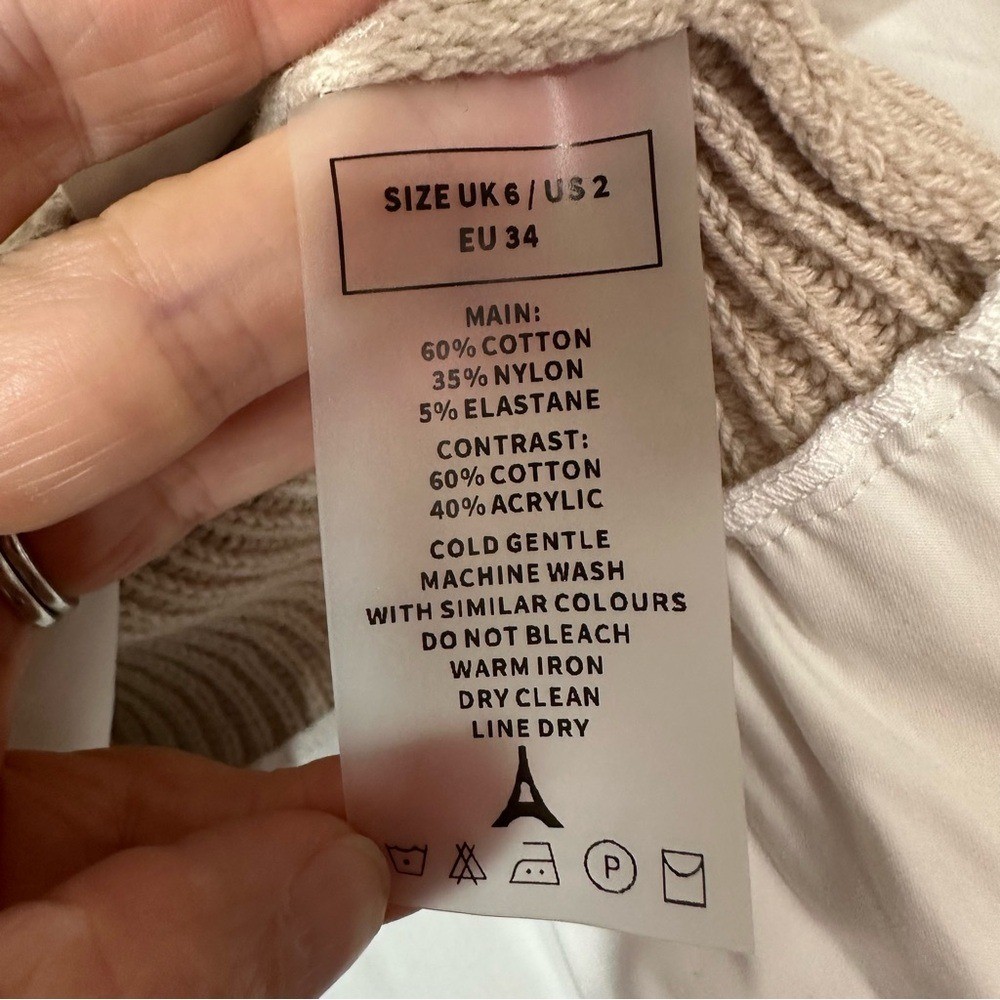 SIZE UK 6 / US 2
EU 34
MAIN:
60% COTTON
35% NYLON
5% ELASTANE
CONTRAST:
60% COTTON
40% ACRYLIC
COLD GENTLE
MACHINE WASH
WITH SIMILAR COLOURS
DO NOT BLEACH
WARM IRON
DRY CLEAN
LINE DRY
P